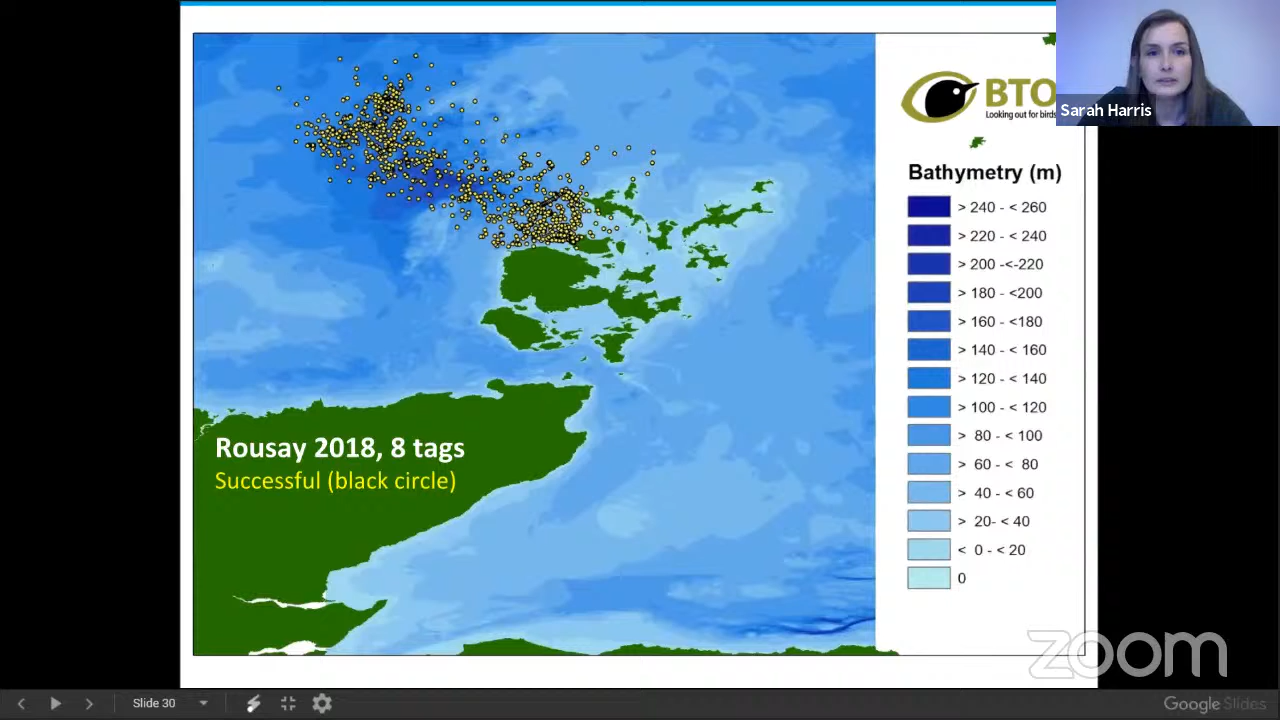 BTO
Looking out for birds
Sarah Harris
Bathymetry (m)
> 240 - < 260
> 220 - < 240
> 200 -<-220
> 180 - <200
> 160 - <180
> 140 - < 160
> 120 - < 140
> 100 - < 120
> 80 - < 100
> 60 - < 80
> 40 - < 60
> 20- < 40
< 0 - < 20
0
Rousay 2018, 8 tags
Successful (black circle)
zoom
Slide 30
Google Slides